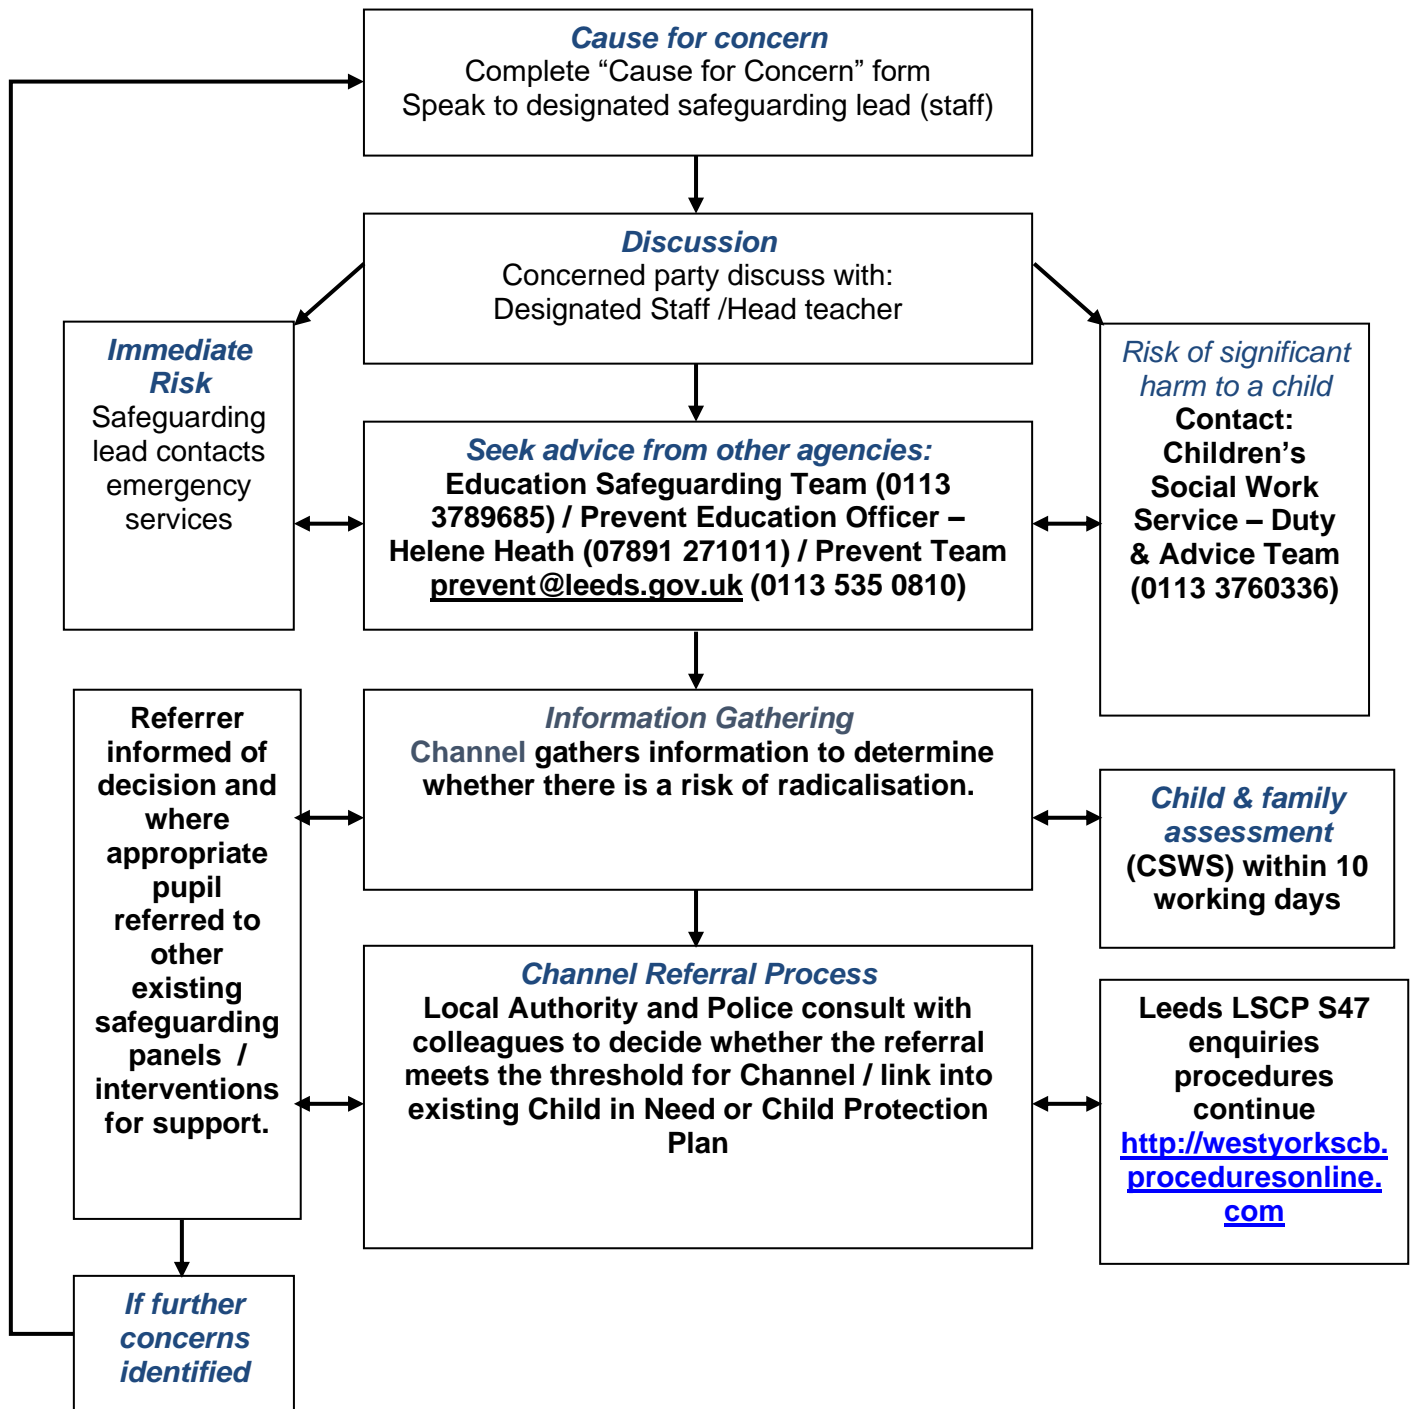 Cause for concern
Complete “Cause for Concern” form
Speak to designated safeguarding lead (staff)
Discussion
Concerned party discuss with:
Designated Staff /Head teacher
Immediate
Risk
Safeguarding
lead contacts
emergency
services
Seek advice from other agencies:
Education Safeguarding Team (0113
3789685) / Prevent Education Officer –
Helene Heath (07891 271011) / Prevent Team
prevent@leeds.gov.uk (0113 535 0810)
Risk of significant
harm to a child
Contact:
Children’s
Social Work
Service – Duty
& Advice Team
(0113 3760336)
Referrer
informed of
decision and
where
appropriate
pupil
referred to
other
existing
safeguarding
panels /
interventions
for support.
Information Gathering
Channel gathers information to determine
whether there is a risk of radicalisation.
Child & family
assessment
(CSWS) within 10
working days
Channel Referral Process
Local Authority and Police consult with
colleagues to decide whether the referral
meets the threshold for Channel / link into
existing Child in Need or Child Protection
Plan
Leeds LSCP S47
enquiries
procedures
continue
http://westyorkscb.
proceduresonline.
com
If further
concerns
identified